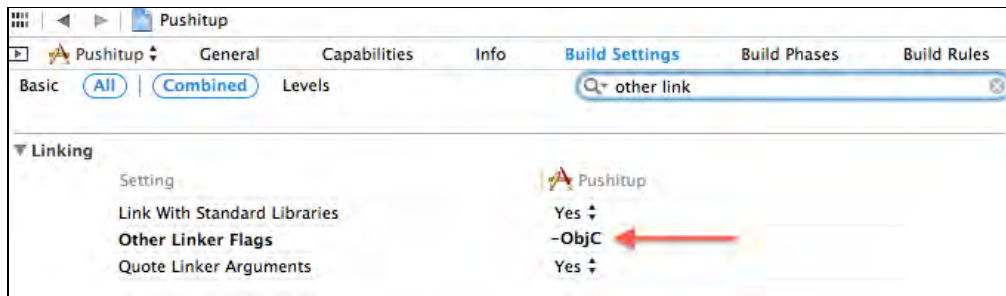 Pushitup
Pushitup General Capabilities Info Build Settings Build Phases Build Rules
Basic All Combined Levels other link
Linking
Setting Pushitup
Link With Standard Libraries Yes
Other Linker Flags -ObjC
Quote Linker Arguments Yes